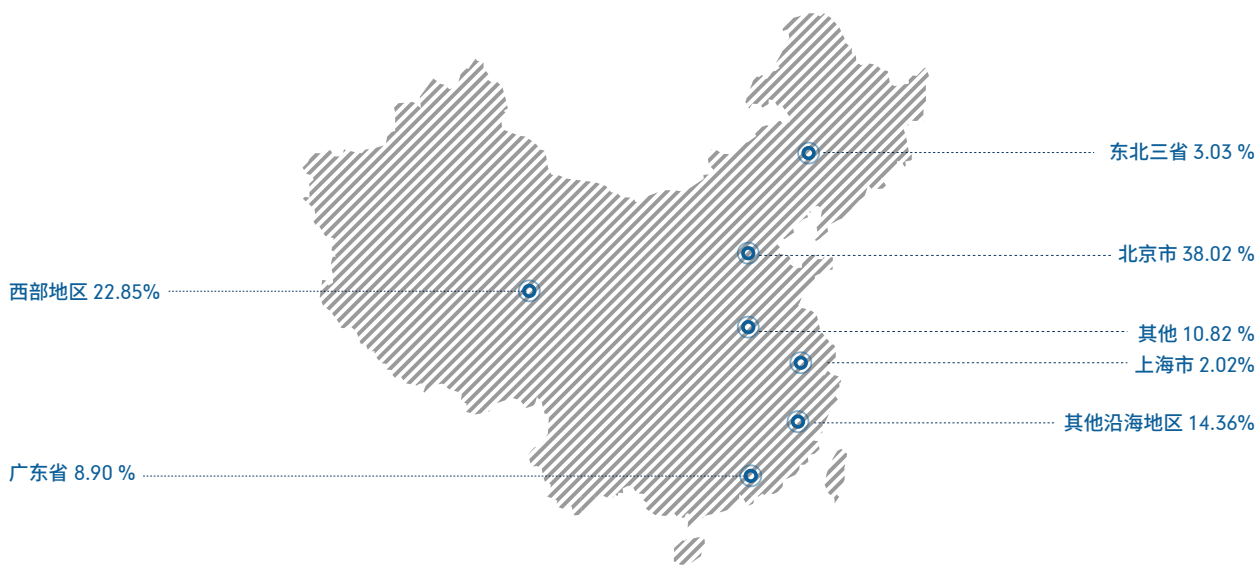 东北三省 3.03 %
北京市 38.02 %
西部地区 22.85%
其他 10.82 %
上海市 2.02%
其他沿海地区 14.36%
广东省 8.90 %